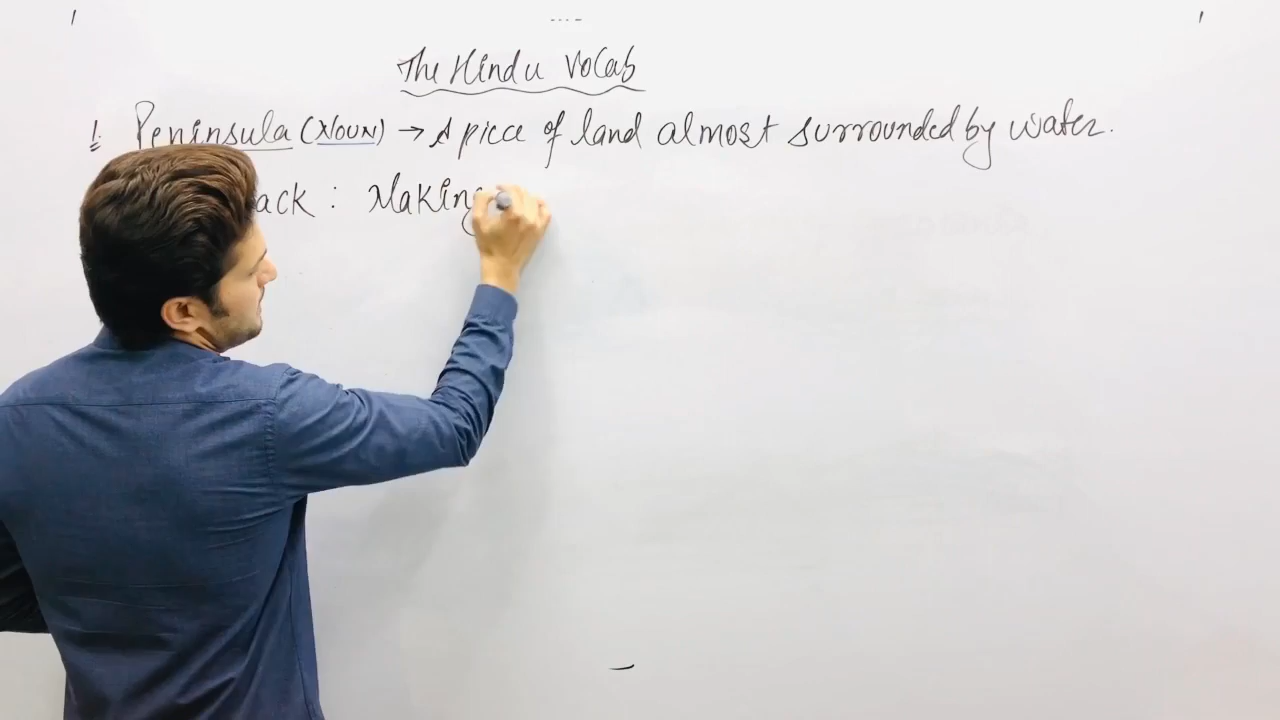 The Hindu Vocab
1. Peninsula (Noun) → A piece of land almost surrounded by water.
ack : Making